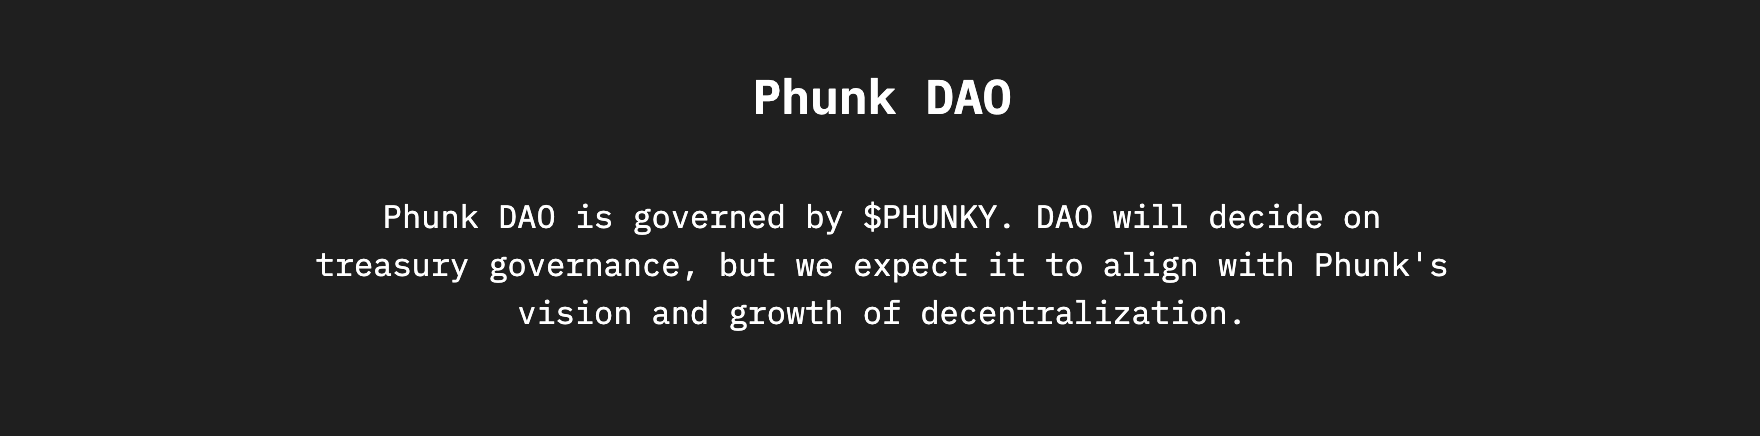 Phunk DAO
Phunk DAO is governed by $PHUNKY. DAO will decide on
treasury governance, but we expect it to align with Phunk's
vision and growth of decentralization.